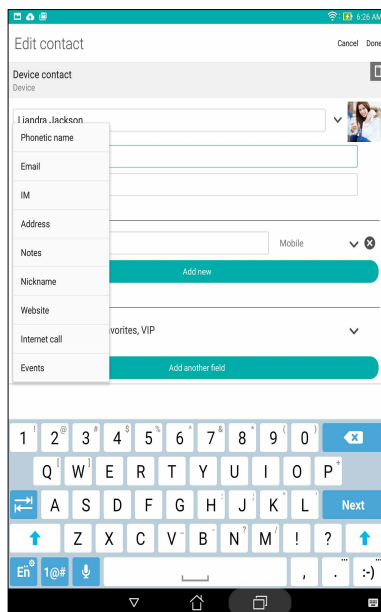 6:26 AM
Edit contact
Cancel Done
Device contact
Device
Liandra Jackson
Phonetic name
Email
IM
Address
Notes
Nickname
Website
Internet call
Events
Mobile
Add new
vorites, VIP
Add another field
1 ! 2 @ 3 # 4 $ 5 % 6 ^ 7 & 8 * 9 ( 0 )
Q [ W ] E R T Y U I O P +
A S D F G H : J ; K " L ' Next
Z X C V - B _ N ? M / ! ?
En 1@# , . ... :-)